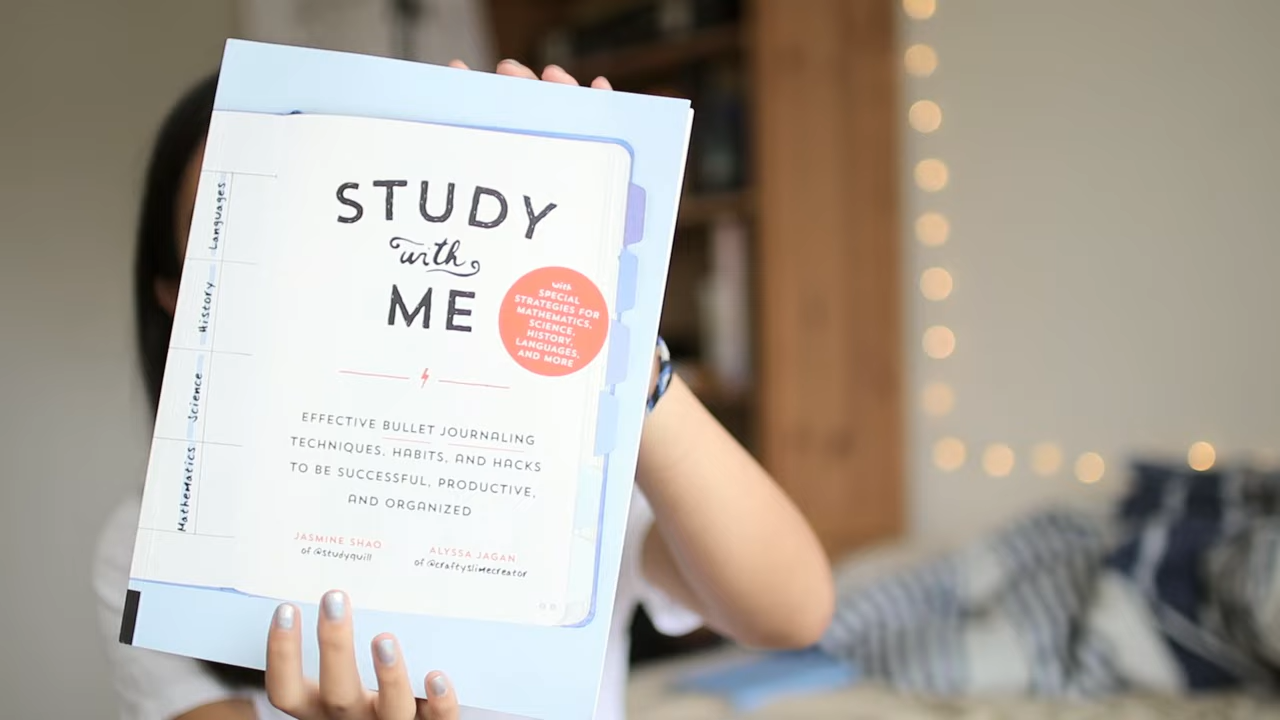 STUDY
with
ME
with
SPECIAL
STRATEGIES FOR
MATHEMATICS,
SCIENCE,
HISTORY,
LANGUAGES,
AND MORE
EFFECTIVE BULLET JOURNALING
TECHNIQUES, HABITS, AND HACKS
TO BE SUCCESSFUL, PRODUCTIVE,
AND ORGANIZED
JASMINE SHAO
of @studyquill
ALYSSA JAGAN
of @craftyslimecreator
Languages
History
Science
Mathematics